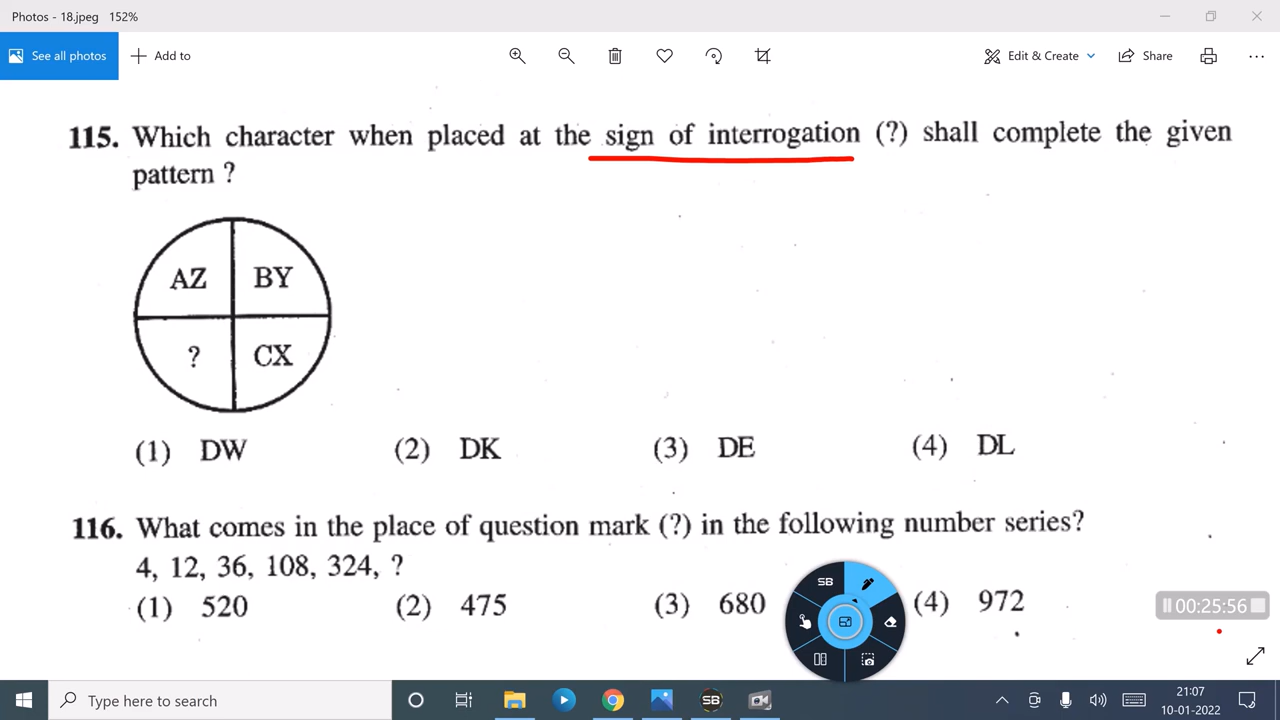 Photos - 18.jpeg 152%
See all photos
Add to
Edit & Create
Share
115. Which character when placed at the sign of interrogation (?) shall complete the given
pattern ?
AZ BY
? CX
(1) DW (2) DK (3) DE (4) DL
116. What comes in the place of question mark (?) in the following number series?
4, 12, 36, 108, 324, ?
(1) 520 (2) 475 (3) 680 (4) 972
SB
00:25:56
Type here to search
SB
21:07
10-01-2022